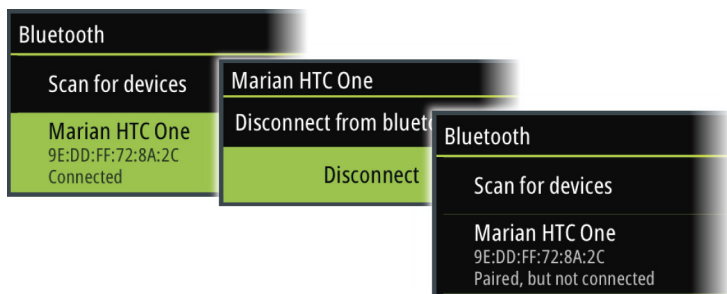 Bluetooth
Scan for devices
Marian HTC One
9E:DD:FF:72:8A:2C
Connected
Marian HTC One
Disconnect from
Disconnect
Bluetooth
Scan for devices
Marian HTC One
9E:DD:FF:72:8A:2C
Paired, but not connected